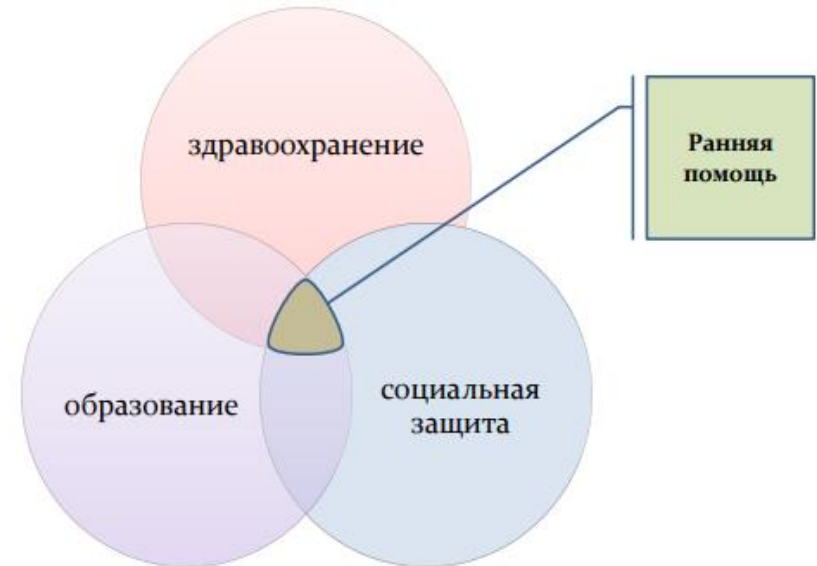 здравоохранение
Ранняя
помощь
образование
социальная
защита